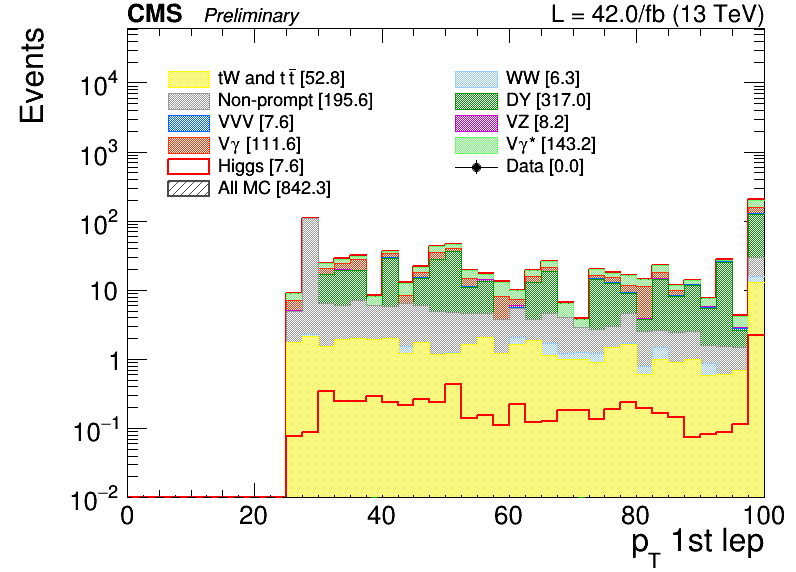 CMS Preliminary L = 42.0/fb (13 TeV)
Events
tW and tt̄ [52.8]
Non-prompt [195.6]
VVV [7.6]
Vγ [111.6]
Higgs [7.6]
All MC [842.3]
WW [6.3]
DY [317.0]
VZ [8.2]
Vγ* [143.2]
Data [0.0]
10⁴
10³
10²
10
1
10⁻¹
10⁻²
0 20 40 60 80 100
p_T 1st lep